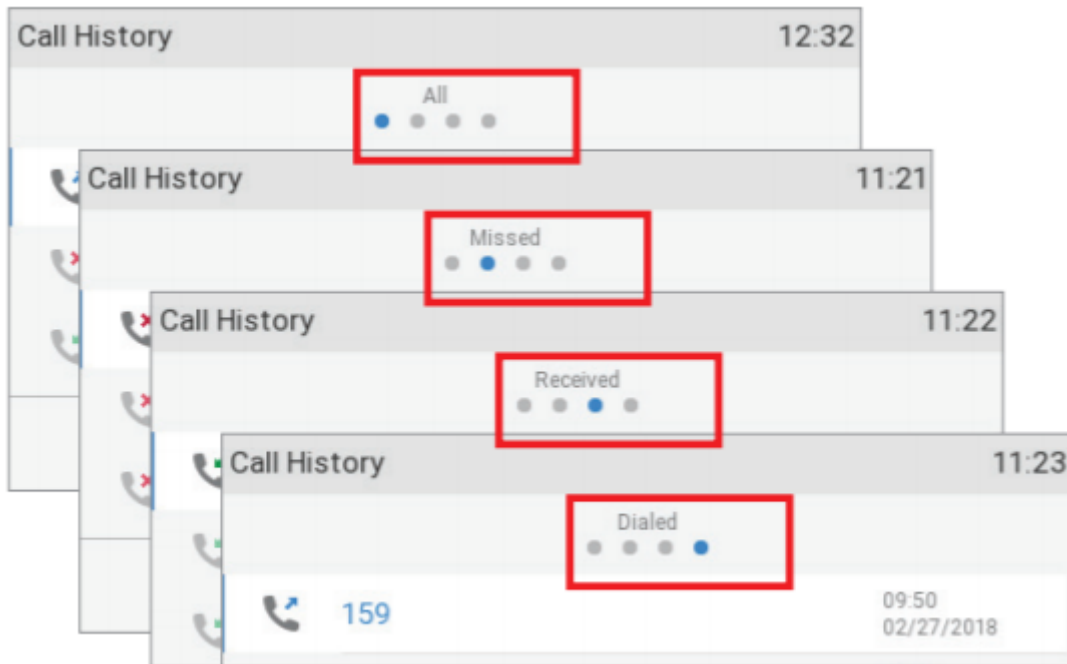 Call History 12:32
All
Call History 11:21
Missed
Call History 11:22
Received
Call History 11:23
Dialed
159 09:50
02/27/2018